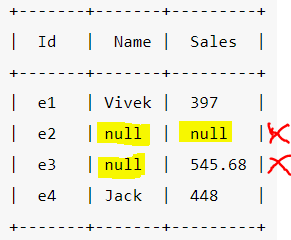 +-------+-------+-------+
| Id | Name | Sales |
+-------+-------+-------+
| e1 | Vivek | 397 |
| e2 | null | null |
| e3 | null | 545.68 |
| e4 | Jack | 448 |
+-------+-------+-------+